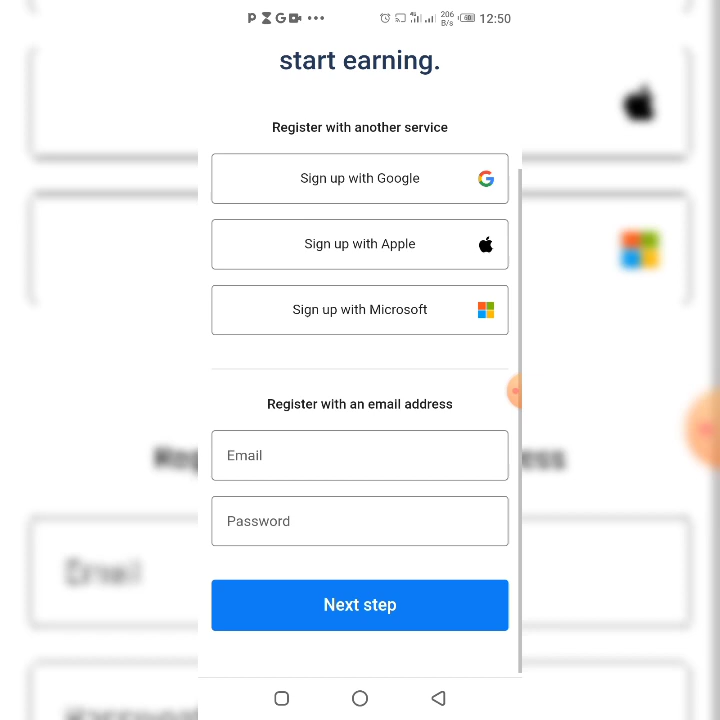 206
B/s
12:50
start earning.
Register with another service
Sign up with Google
Sign up with Apple
Sign up with Microsoft
Register with an email address
Email
Password
Next step